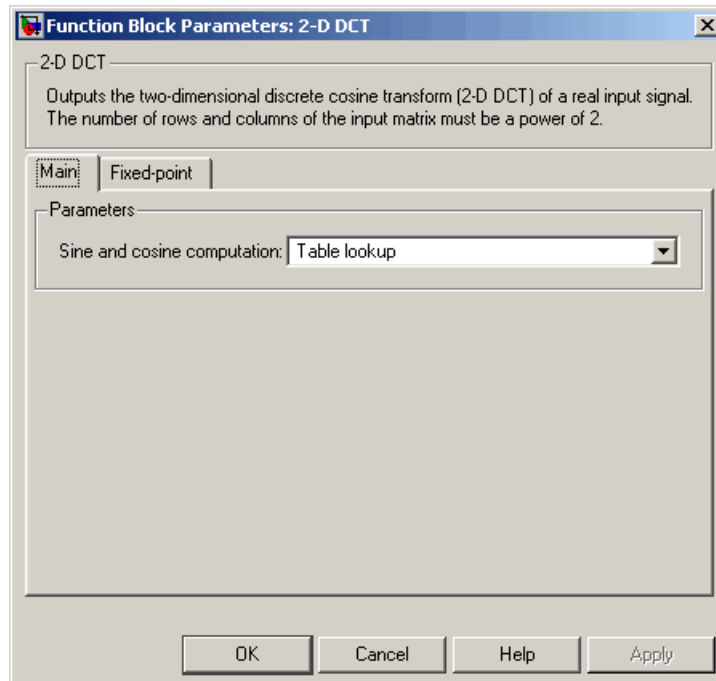 Function Block Parameters: 2-D DCT
2-D DCT
Outputs the two-dimensional discrete cosine transform (2-D DCT) of a real input signal.
The number of rows and columns of the input matrix must be a power of 2.
Main Fixed-point
Parameters
Sine and cosine computation: Table lookup
OK Cancel Help Apply